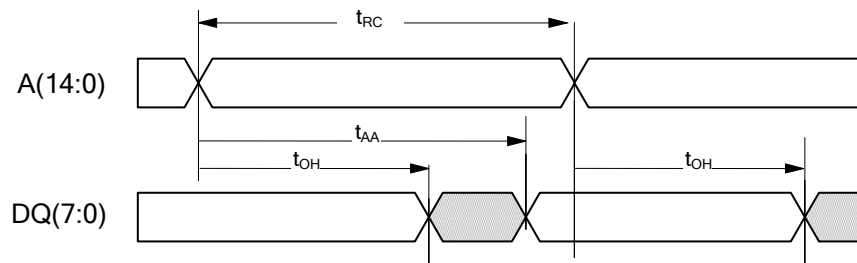 tRC
A(14:0)
tAA
tOH
tOH
DQ(7:0)